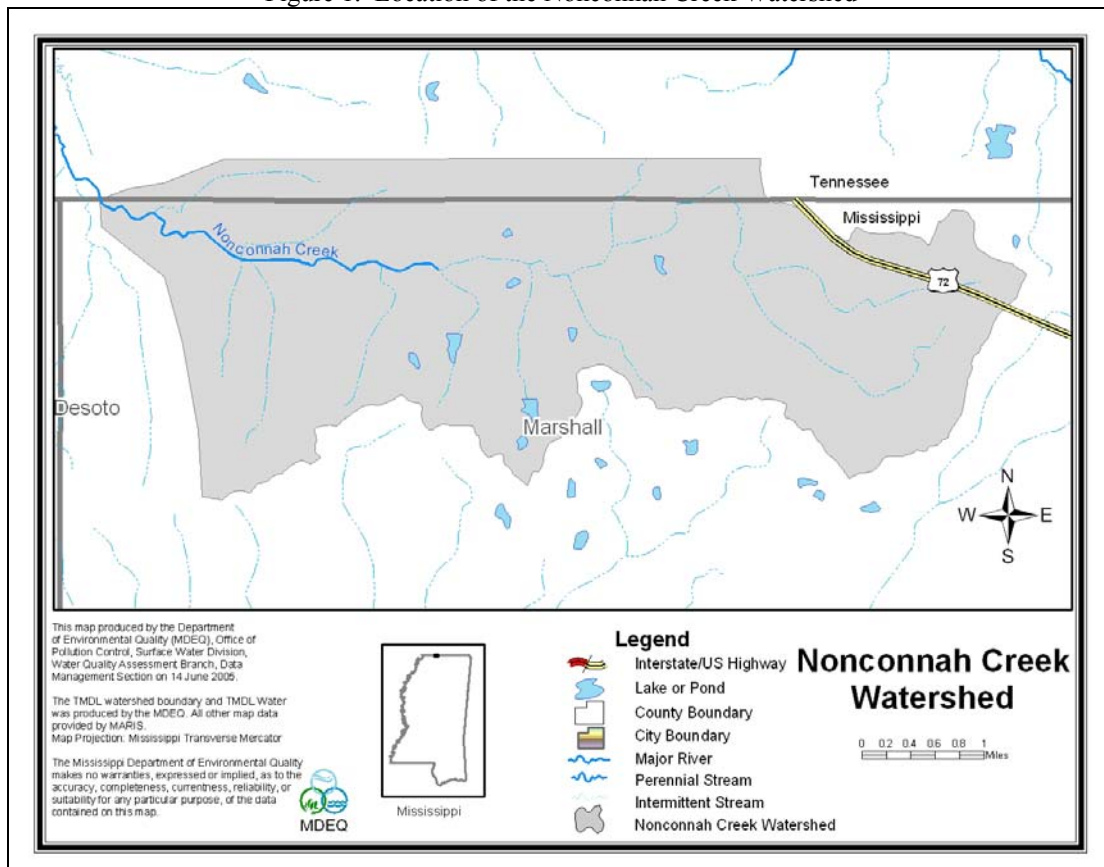 Figure 1. Location of the Nonconnah Creek Watershed
Tennessee
Mississippi
Nonconnah Creek
72
Desoto
Marshall
N
W
E
S
This map produced by the Department
of Environmental Quality (MDEQ), Office of
Pollution Control, Surface Water Division,
Water Quality Assessment Branch, Data
Management Section on 14 June 2005.
The TMDL watershed boundary and TMDL Water
was produced by the MDEQ. All other map data
provided by MARIS.
Map Projection: Mississippi Transverse Mercator
The Mississippi Department of Environmental Quality
makes no warranties, expressed or implied, as to the
accuracy, completeness, currentness, reliability, or
suitability for any particular purpose, of the data
contained on this map.
MDEQ
Mississippi
Legend
Interstate/US Highway
Lake or Pond
County Boundary
City Boundary
Major River
Perennial Stream
Intermittent Stream
Nonconnah Creek Watershed
Nonconnah Creek
Watershed
0 0.2 0.4 0.6 0.8 1
Miles